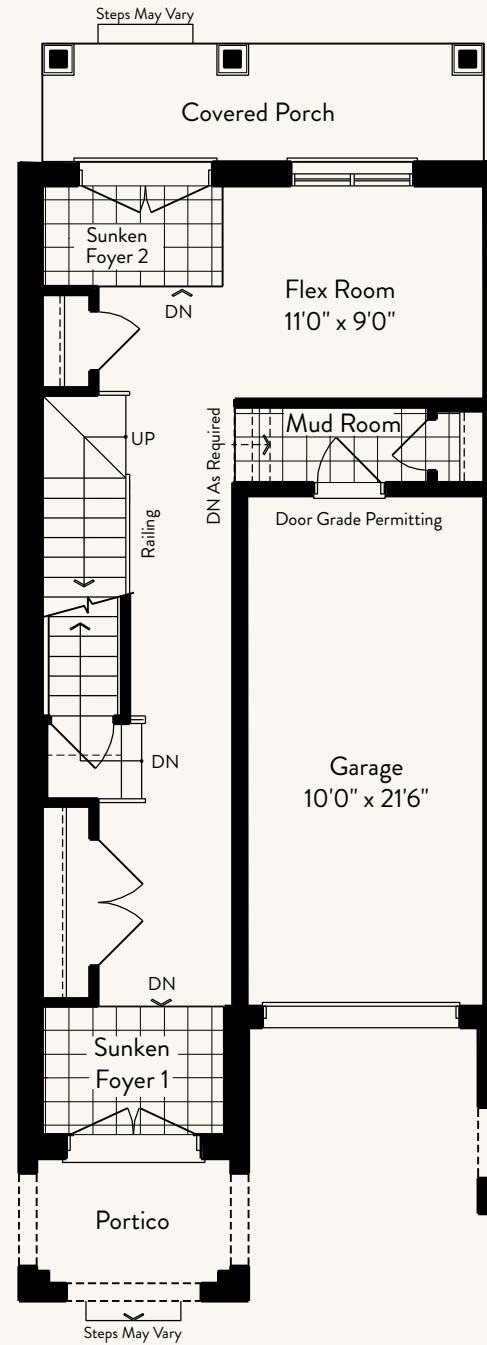 Steps May Vary
Covered Porch
Sunken
Foyer 2
DN
Flex Room
11'0" x 9'0"
UP
DN As Required
Mud Room
Railing
Door Grade Permitting
DN
Garage
10'0" x 21'6"
DN
Sunken
Foyer 1
Portico
Steps May Vary